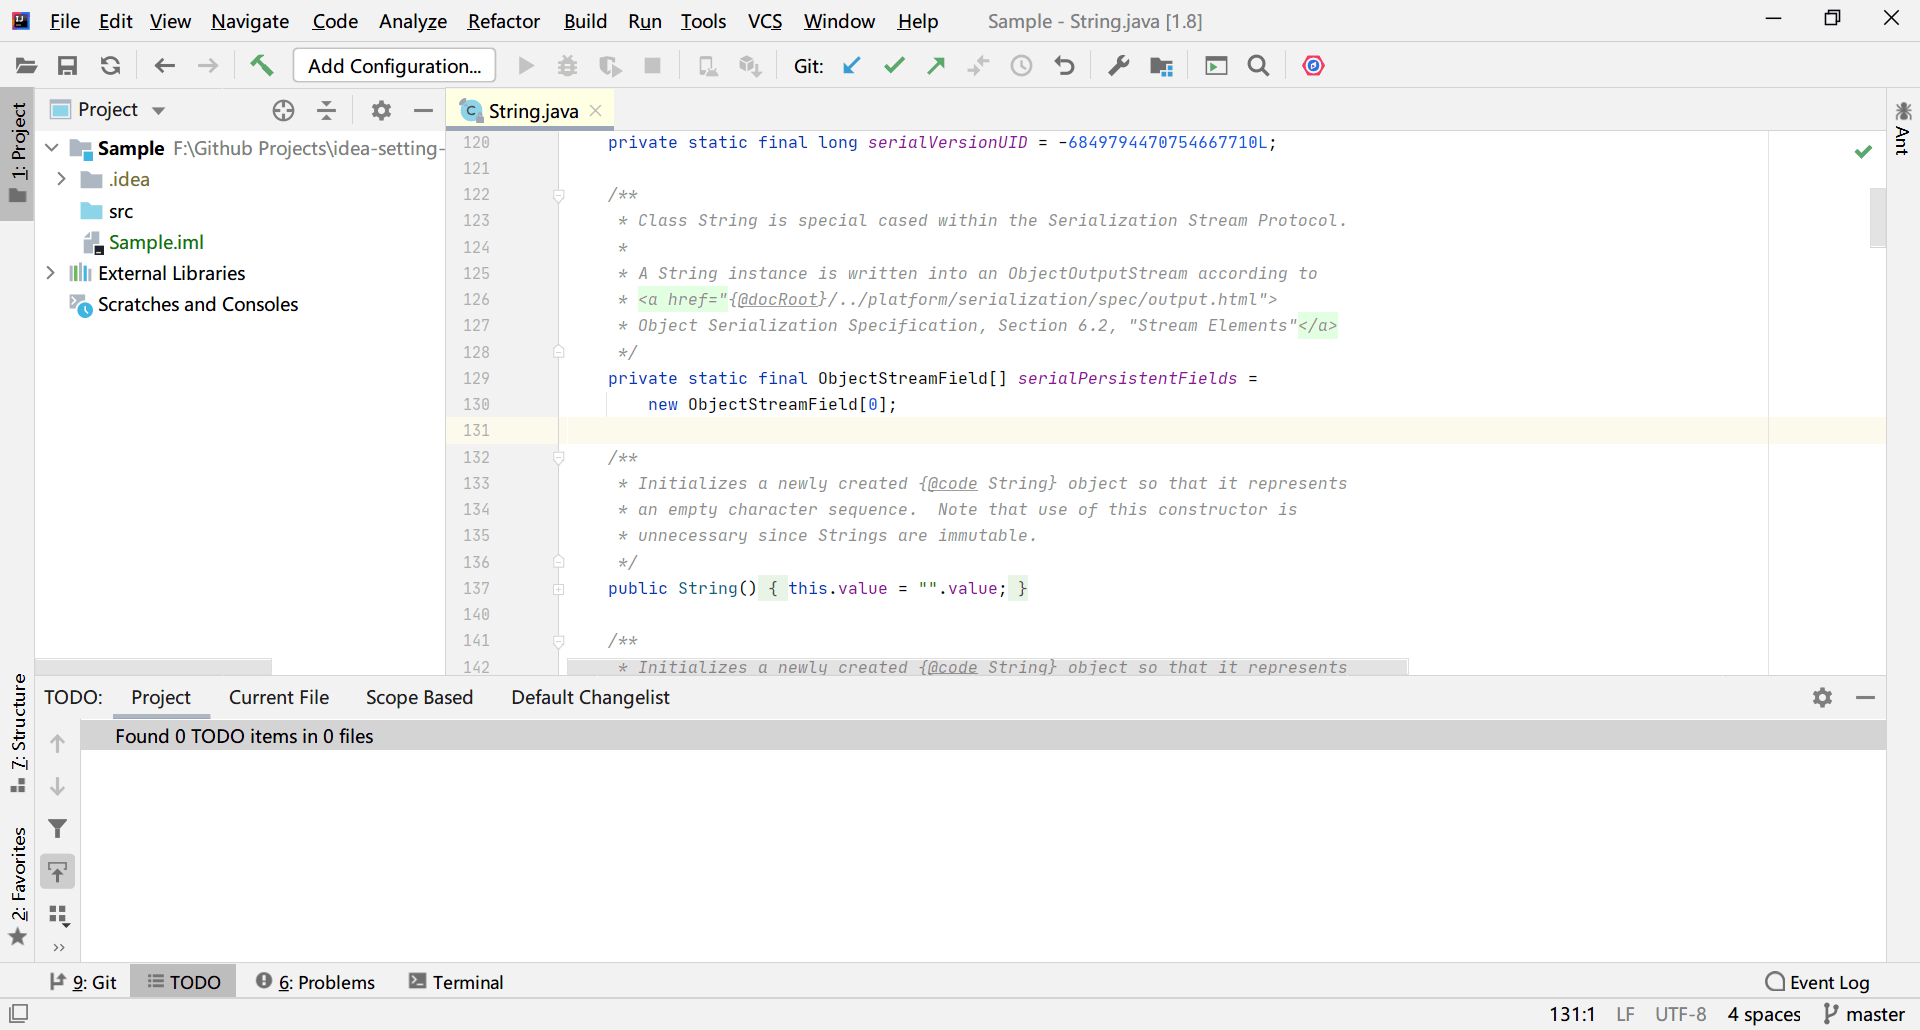 File Edit View Navigate Code Analyze Refactor Build Run Tools VCS Window Help Sample - String.java [1.8]
Add Configuration... Git:
1: Project
Project
String.java
Ant
Sample F:\Github Projects\idea-setting-
.idea
src
Sample.iml
External Libraries
Scratches and Consoles
120 private static final long serialVersionUID = -6849794470754667710L;
121
122 /**
123 * Class String is special cased within the Serialization Stream Protocol.
124 *
125 * A String instance is written into an ObjectOutputStream according to
126 * <a href="{@docRoot}/../platform/serialization/spec/output.html">
127 * Object Serialization Specification, Section 6.2, "Stream Elements"</a>
128 */
129 private static final ObjectStreamField[] serialPersistentFields =
130 new ObjectStreamField[0];
131
132 /**
133 * Initializes a newly created {@code String} object so that it represents
134 * an empty character sequence.  Note that use of this constructor is
135 * unnecessary since Strings are immutable.
136 */
137 public String() { this.value = "".value; }
140
141 /**
142 * Initializes a newly created {@code String} object so that it represents
7: Structure
2: Favorites
TODO: Project Current File Scope Based Default Changelist
Found 0 TODO items in 0 files
9: Git TODO 6: Problems Terminal Event Log
131:1 LF UTF-8 4 spaces master